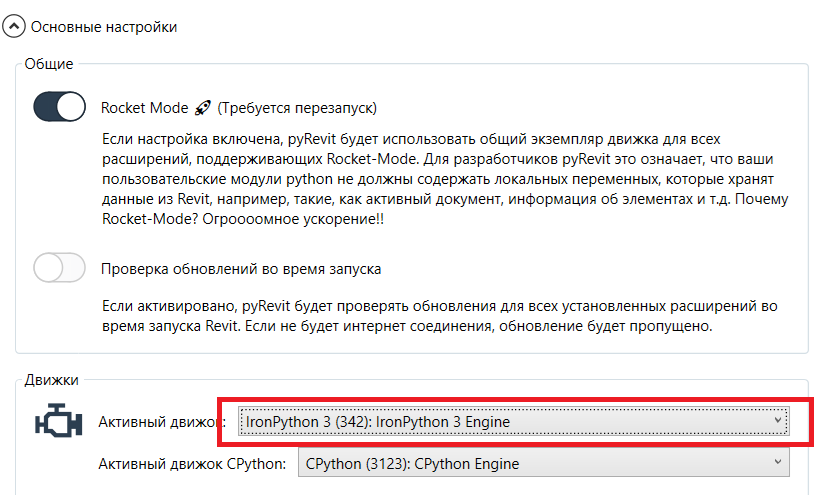 Основные настройки
Общие
Rocket Mode 🚀 (Требуется перезапуск)
Если настройка включена, pyRevit будет использовать общий экземпляр движка для всех
расширений, поддерживающих Rocket-Mode. Для разработчиков pyRevit это означает, что ваши
пользовательские модули python не должны содержать локальных переменных, которые хранят
данные из Revit, например, такие, как активный документ, информация об элементах и т.д. Почему
Rocket-Mode? Огроооомное ускорение!!
Проверка обновлений во время запуска
Если активировано, pyRevit будет проверять обновления для всех установленных расширений во
время запуска Revit. Если не будет интернет соединения, обновление будет пропущено.
Движки
Активный движок: IronPython 3 (342): IronPython 3 Engine
Активный движок CPython: CPython (3123): CPython Engine